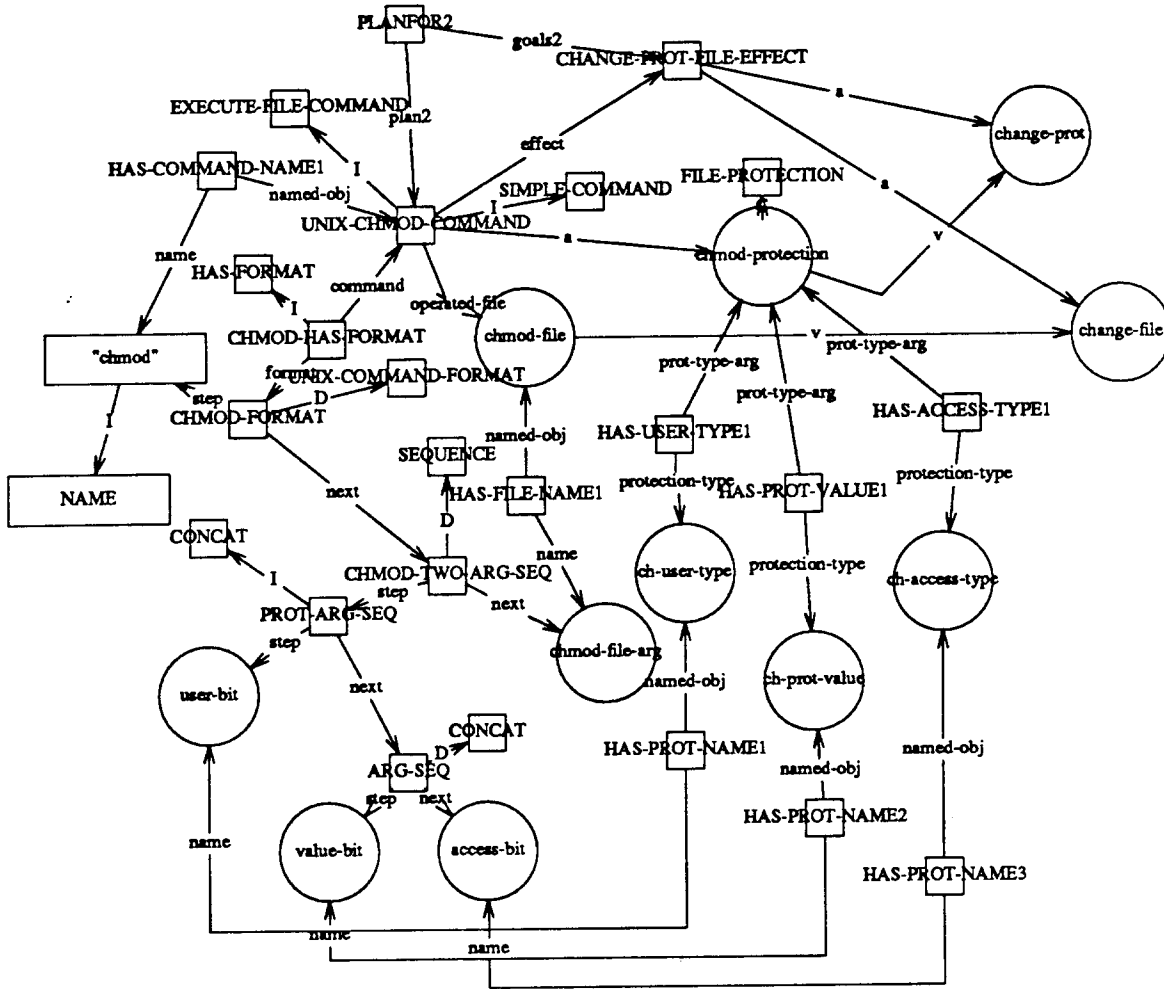 PLANFOR2
goals2
CHANGE-PROT-FILE-EFFECT
a
EXECUTE-FILE-COMMAND
plan2
change-prot
effect
HAS-COMMAND-NAME1
I
named-obj
SIMPLE-COMMAND
FILE-PROTECTION
a
I
UNIX-CHMOD-COMMAND
a
v
name
chmod-protection
HAS-FORMAT
command
I
operated-file
CHMOD-HAS-FORMAT
chmod-file
v
change-file
"chmod"
prot-type-arg
format
UNIX-COMMAND-FORMAT
prot-type-arg
step
D
prot-type-arg
CHMOD-FORMAT
HAS-ACCESS-TYPE1
I
named-obj
HAS-USER-TYPE1
SEQUENCE
protection-type
NAME
next
HAS-FILE-NAME1
protection-type
HAS-PROT-VALUE1
D
CONCAT
name
CHMOD-TWO-ARG-SEQ
protection-type
ch-user-type
ch-access-type
I
step
next
PROT-ARG-SEQ
step
chmod-file-arg
next
named-obj
ch-prot-value
user-bit
CONCAT
D
HAS-PROT-NAME1
named-obj
ARG-SEQ
named-obj
step
next
HAS-PROT-NAME2
name
value-bit
access-bit
HAS-PROT-NAME3
name
name